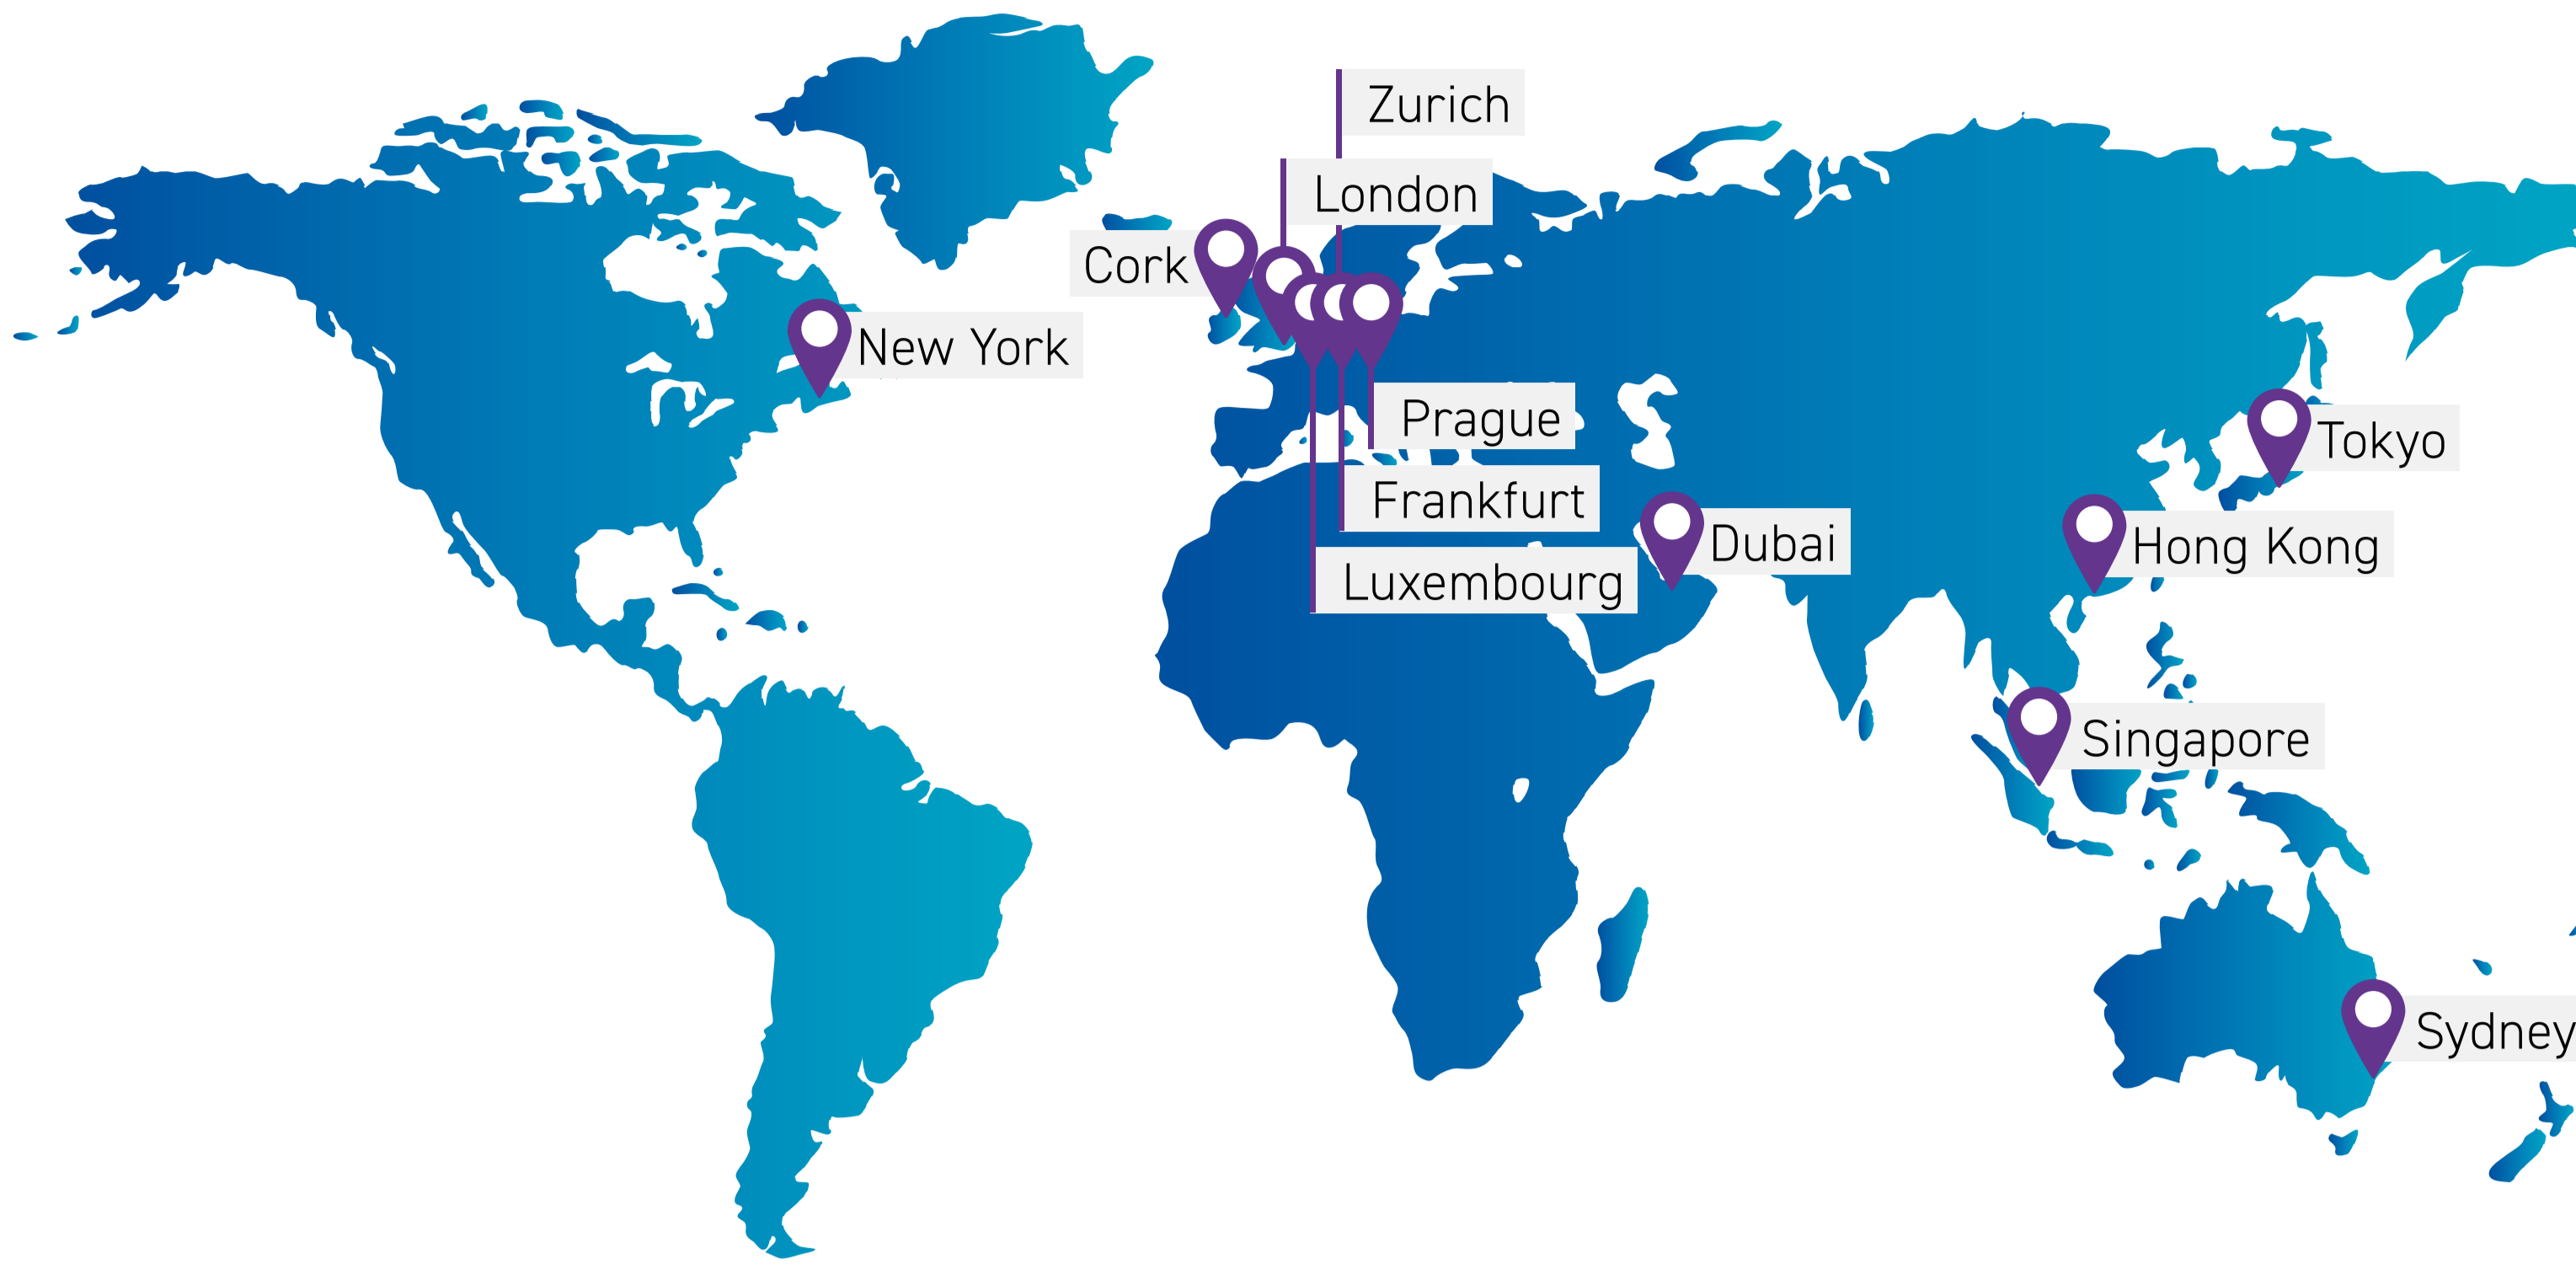 Zurich
London
Cork
New York
Prague
Tokyo
Frankfurt
Dubai
Hong Kong
Luxembourg
Singapore
Sydney